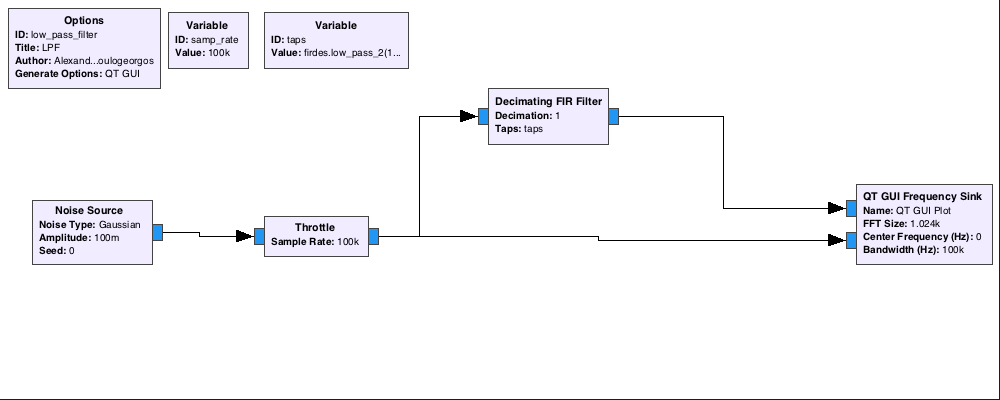 Options
ID: low_pass_filter
Title: LPF
Author: Alexand...oulogeorgos
Generate Options: QT GUI
Variable
ID: samp_rate
Value: 100k
Variable
ID: taps
Value: firdes.low_pass_2(1...
Decimating FIR Filter
Decimation: 1
Taps: taps
Noise Source
Noise Type: Gaussian
Amplitude: 100m
Seed: 0
Throttle
Sample Rate: 100k
QT GUI Frequency Sink
Name: QT GUI Plot
FFT Size: 1.024k
Center Frequency (Hz): 0
Bandwidth (Hz): 100k